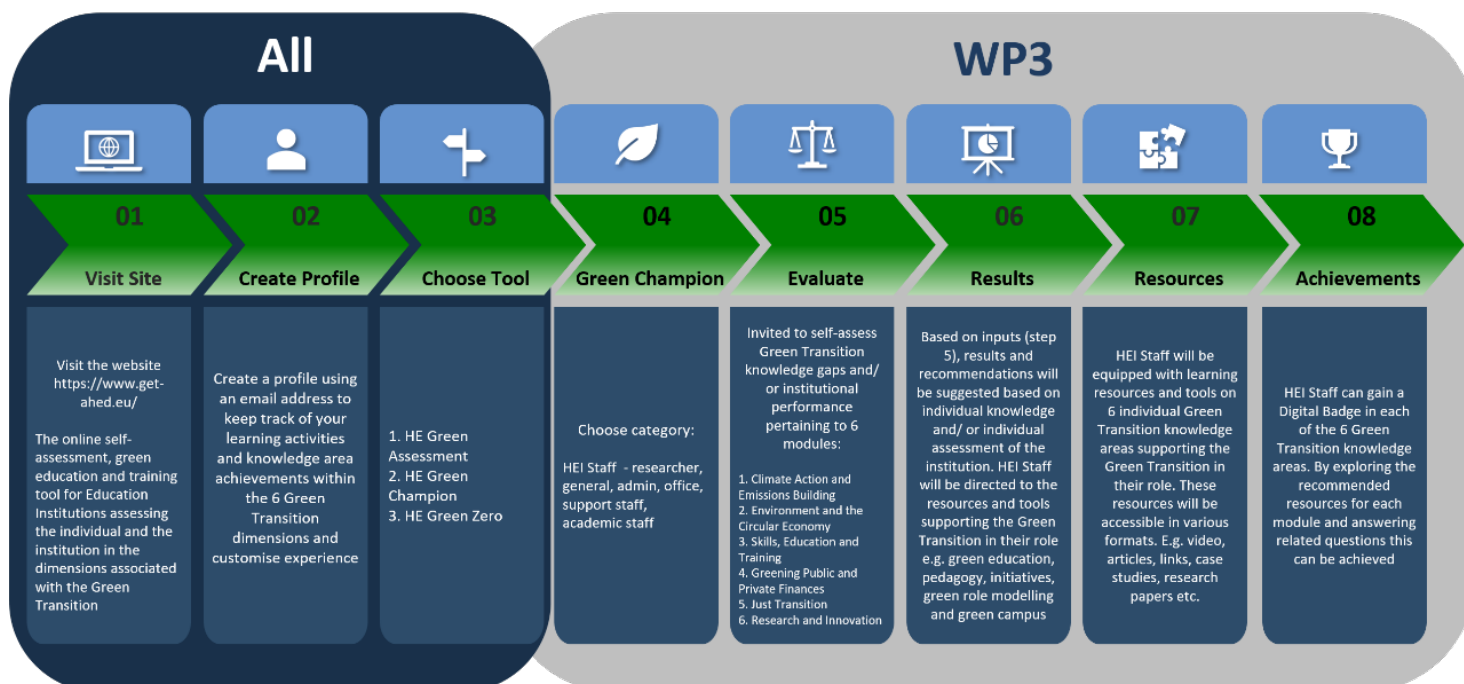 All
WP3
01
Visit Site
Visit the website
https://www.get-
ahed.eu/
The online self-
assessment, green
education and training
tool for Education
Institutions assessing
the individual and the
institution in the
dimensions associated
with the Green
Transition
02
Create Profile
Create a profile using
an email address to
keep track of your
learning activities
and knowledge area
achievements within
the 6 Green
Transition
dimensions and
customise experience
03
Choose Tool
1. HE Green
Assessment
2. HE Green
Champion
3. HE Green Zero
04
Green Champion
Choose category:
HEI Staff - researcher,
general, admin, office,
support staff,
academic staff
05
Evaluate
Invited to self-assess
Green Transition
knowledge gaps and/
or institutional
performance
pertaining to 6
modules:
1. Climate Action and
Emissions Building
2. Environment and the
Circular Economy
3. Skills, Education and
Training
4. Greening Public and
Private Finances
5. Just Transition
6. Research and Innovation
06
Results
Based on inputs (step
5), results and
recommendations will
be suggested based on
individual knowledge
and/ or individual
assessment of the
institution. HEI Staff
will be directed to the
resources and tools
supporting the Green
Transition in their role
e.g. green education,
pedagogy, initiatives,
green role modelling
and green campus
07
Resources
HEI Staff will be
equipped with learning
resources and tools on
6 individual Green
Transition knowledge
areas supporting the
Green Transition in
their role. These
resources will be
accessible in various
formats. E.g. video,
articles, links, case
studies, research
papers etc.
08
Achievements
HEI Staff can gain a
Digital Badge in each
of the 6 Green
Transition knowledge
areas. By exploring the
recommended
resources for each
module and answering
related questions this
can be achieved